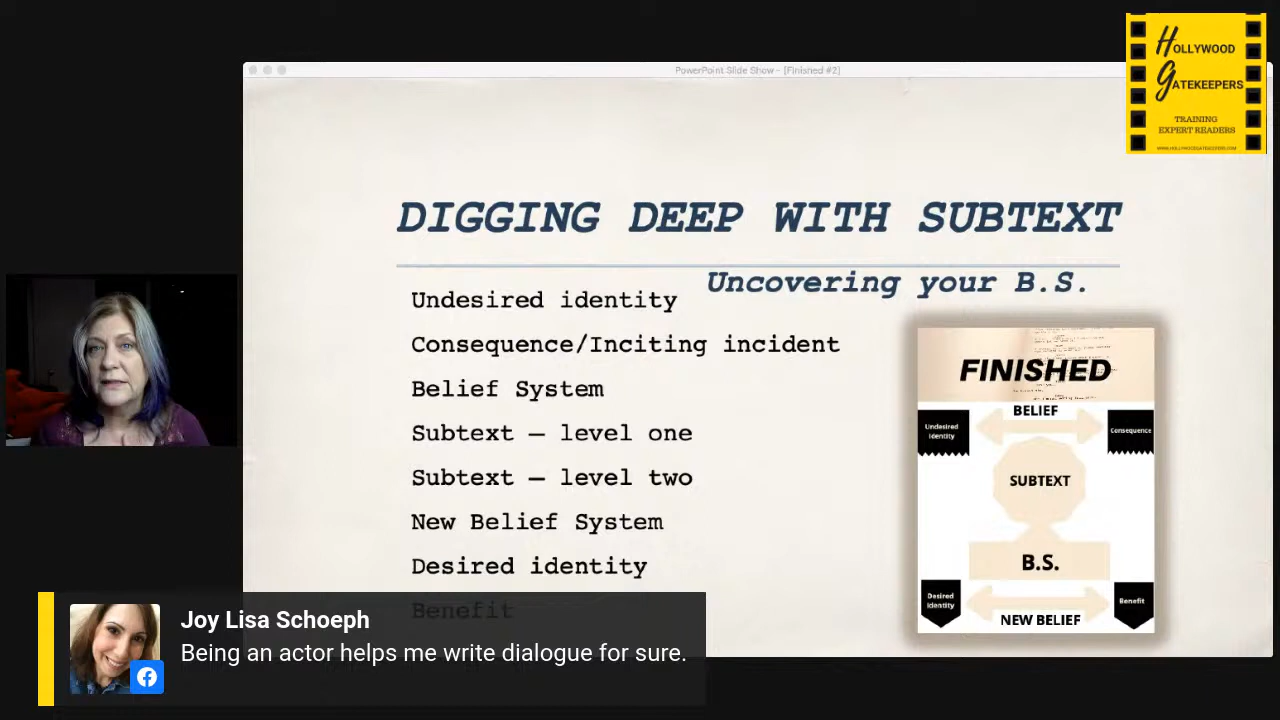 HOLLYWOOD
GATEKEEPERS
TRAINING
EXPERT READERS
WWW.HOLLYWOODGATEKEEPERS.COM
PowerPoint Slide Show - [Finished #2]
DIGGING DEEP WITH SUBTEXT
Uncovering your B.S.
Undesired identity
Consequence/Inciting incident
Belief System
Subtext – level one
Subtext – level two
New Belief System
Desired identity
Benefit
FINISHED
BELIEF
Undesired
Identity
Consequence
SUBTEXT
B.S.
Desired
Identity
Benefit
NEW BELIEF
Joy Lisa Schoeph
Being an actor helps me write dialogue for sure.